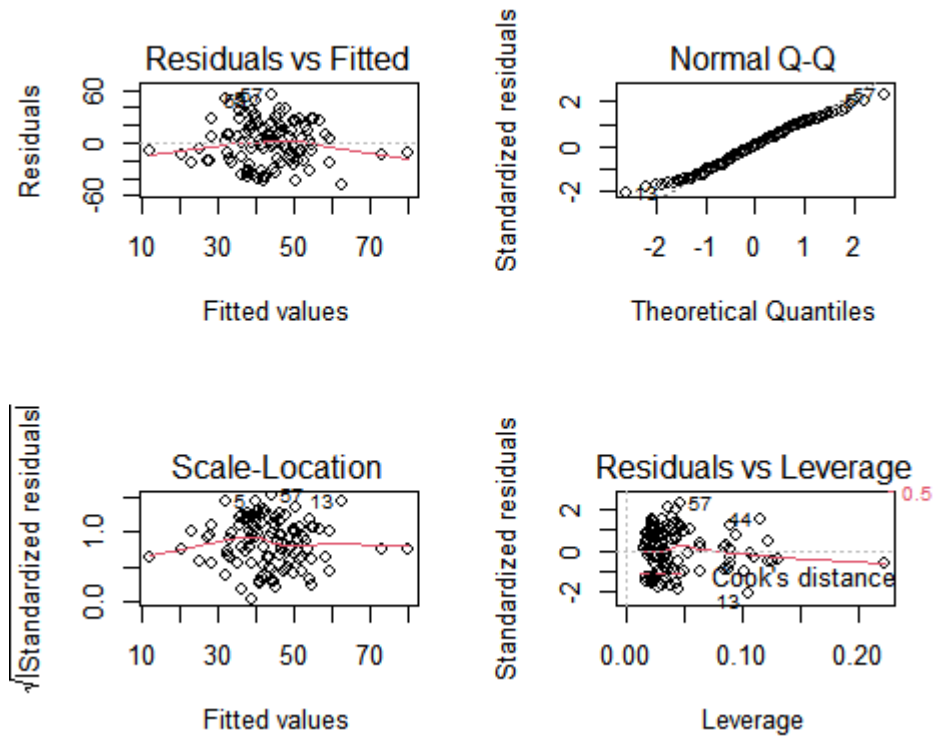 Residuals vs Fitted
Residuals
60
0
-60
57
10 30 50 70
Fitted values
Normal Q-Q
Standardized residuals
2
0
-2
57
13
-2 -1 0 1 2
Theoretical Quantiles
Scale-Location
√|Standardized residuals|
1.0
0.0
5 57 13
10 30 50 70
Fitted values
Residuals vs Leverage
Standardized residuals
2
0
-2
57
44
13
Cook's distance
0.5
0.00 0.10 0.20
Leverage